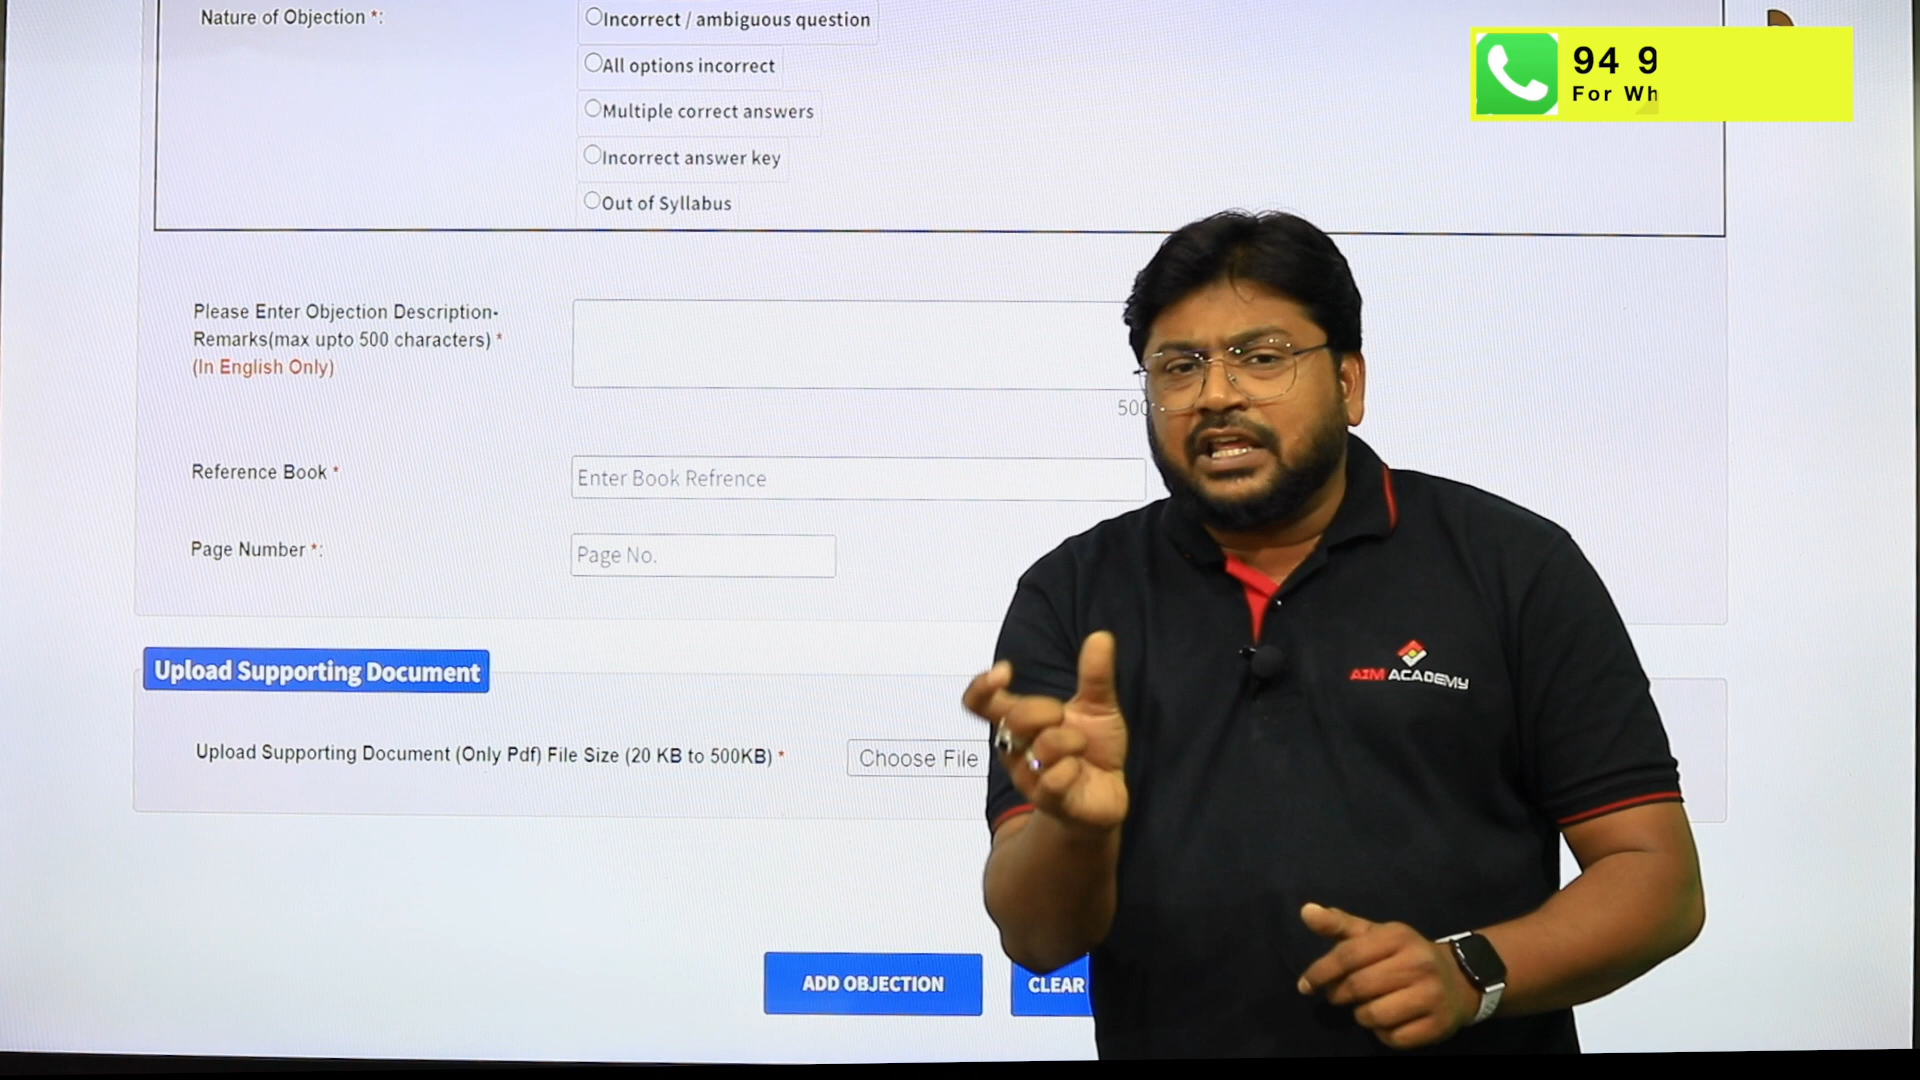 Nature of Objection *:
Incorrect / ambiguous question
All options incorrect
Multiple correct answers
Incorrect answer key
Out of Syllabus
94 9
For Wh
Please Enter Objection Description-
Remarks(max upto 500 characters) *
(In English Only)
500
Reference Book *
Enter Book Refrence
Page Number *:
Page No.
Upload Supporting Document
Upload Supporting Document (Only Pdf) File Size (20 KB to 500KB) *
Choose File
AIM ACADEMY
ADD OBJECTION
CLEAR